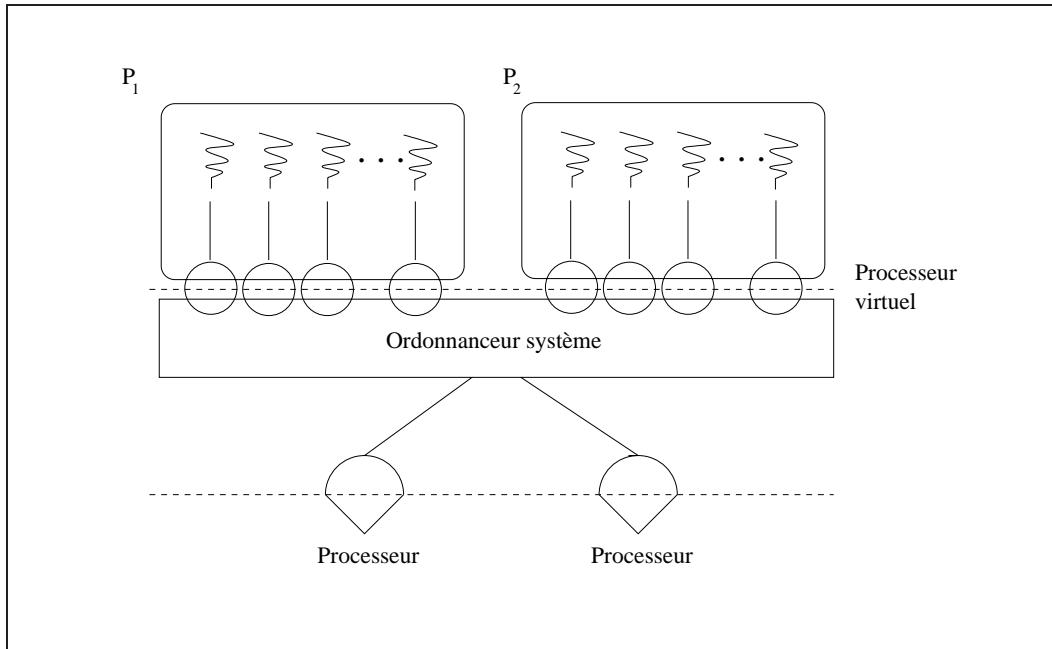 P1
P2
Processeur
virtuel
Ordonnanceur système
Processeur
Processeur